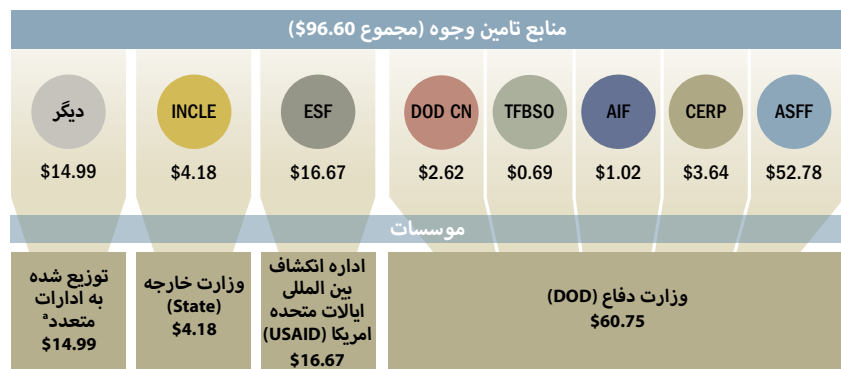 منابع تامین وجوه (مجموع $96.60)
ASFF
$52.78
CERP
$3.64
AIF
$1.02
TFBSO
$0.69
DOD CN
$2.62
ESF
$16.67
INCLE
$4.18
دیگر
$14.99
موسسات
وزارت دفاع (DOD)
$60.75
اداره انکشاف
بین المللی
ایالات متحده
امریکا (USAID)
$16.67
وزارت خارجه
(State)
$4.18
توزیع شده
به ادارات
متعدد a
$14.99